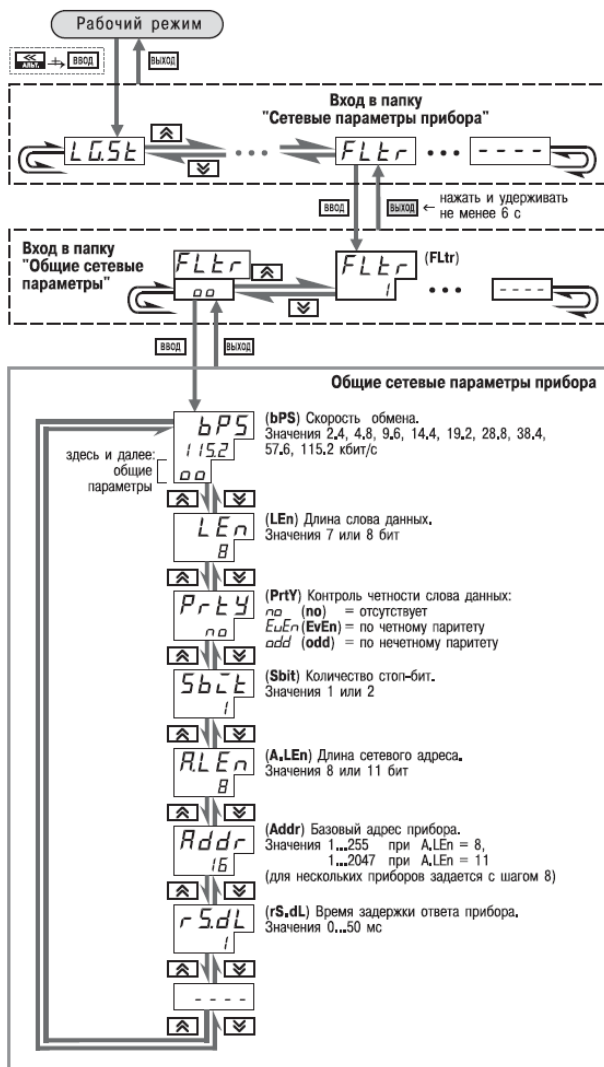 Рабочий режим
≪ АЛЬТ. + ВВОД ВЫХОД
Вход в папку
"Сетевые параметры прибора"
LG.St ••• FLtr ••• ----
ВВОД ВЫХОД ← нажать и удерживать
не менее 6 с
Вход в папку
"Общие сетевые
параметры"
FLtr
oo
FLtr (FLtr)
1 ••• ----
ВВОД ВЫХОД
Общие сетевые параметры прибора
bPS
115.2
oo
(bPS) Скорость обмена.
Значения 2.4, 4.8, 9.6, 14.4, 19.2, 28.8, 38.4,
57.6, 115.2 кбит/с
здесь и далее:
общие
параметры
LEn
8
(LEn) Длина слова данных.
Значения 7 или 8 бит
PrtY
no
(PrtY) Контроль четности слова данных:
no (no) = отсутствует
EvEn (EvEn) = по четному паритету
odd (odd) = по нечетному паритету
Sbit
1
(Sbit) Количество стоп-бит.
Значения 1 или 2
A.LEn
8
(A.LEn) Длина сетевого адреса.
Значения 8 или 11 бит
Addr
16
(Addr) Базовый адрес прибора.
Значения 1...255 при A.LEn = 8,
1...2047 при A.LEn = 11
(для нескольких приборов задается с шагом 8)
rS.dL
1
(rS.dL) Время задержки ответа прибора.
Значения 0...50 мс
----